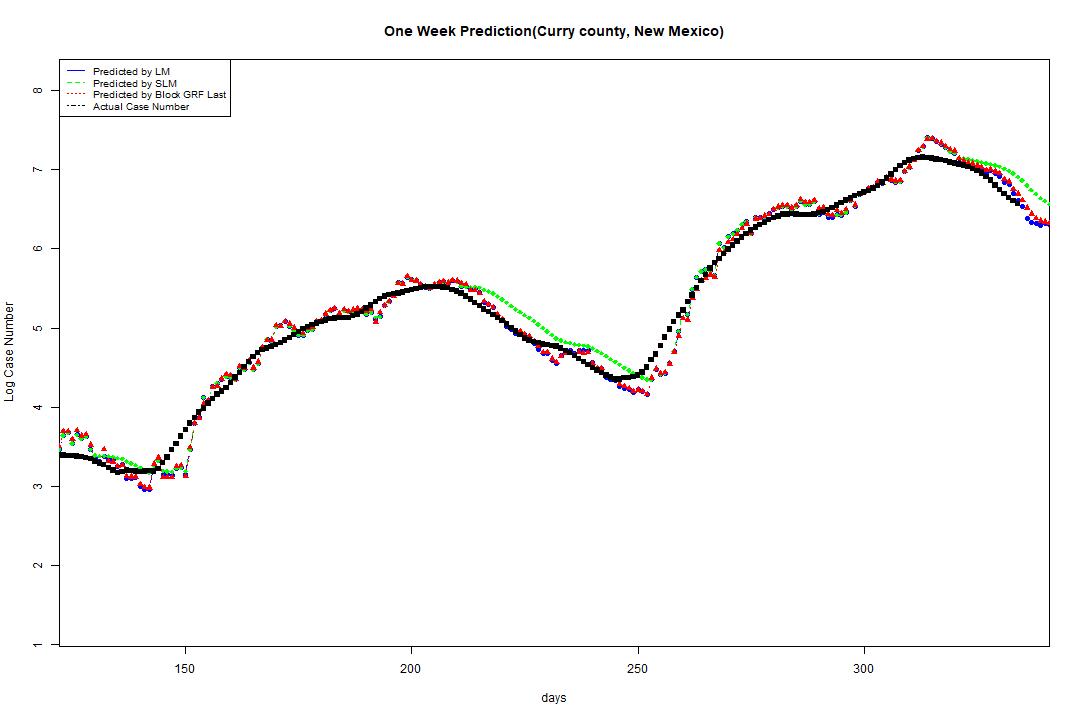 One Week Prediction(Curry county, New Mexico)
Predicted by LM
Predicted by SLM
Predicted by Block GRF Last
Actual Case Number
Log Case Number
8
7
6
5
4
3
2
1
150 200 250 300
days